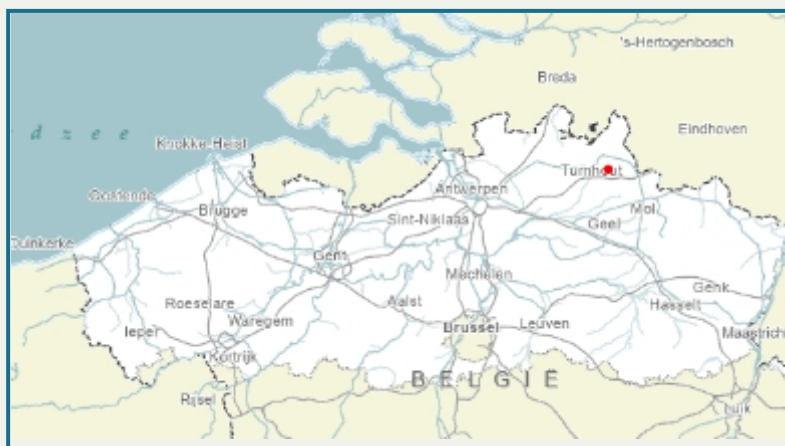 's-Hertogenbosch
Breda
Eindhoven
d z e e
Knokke-Heist
Turnhout
Oostende
Antwerpen
Brugge
Sint-Niklaas
Geel
Mol
Duinkerke
Gent
Mechelen
Genk
Roeselare
Aalst
Hasselt
Waregem
Brussel
Leuven
Ieper
Maastrich
Kortrijk
BELGIË
Rijsel
Luik